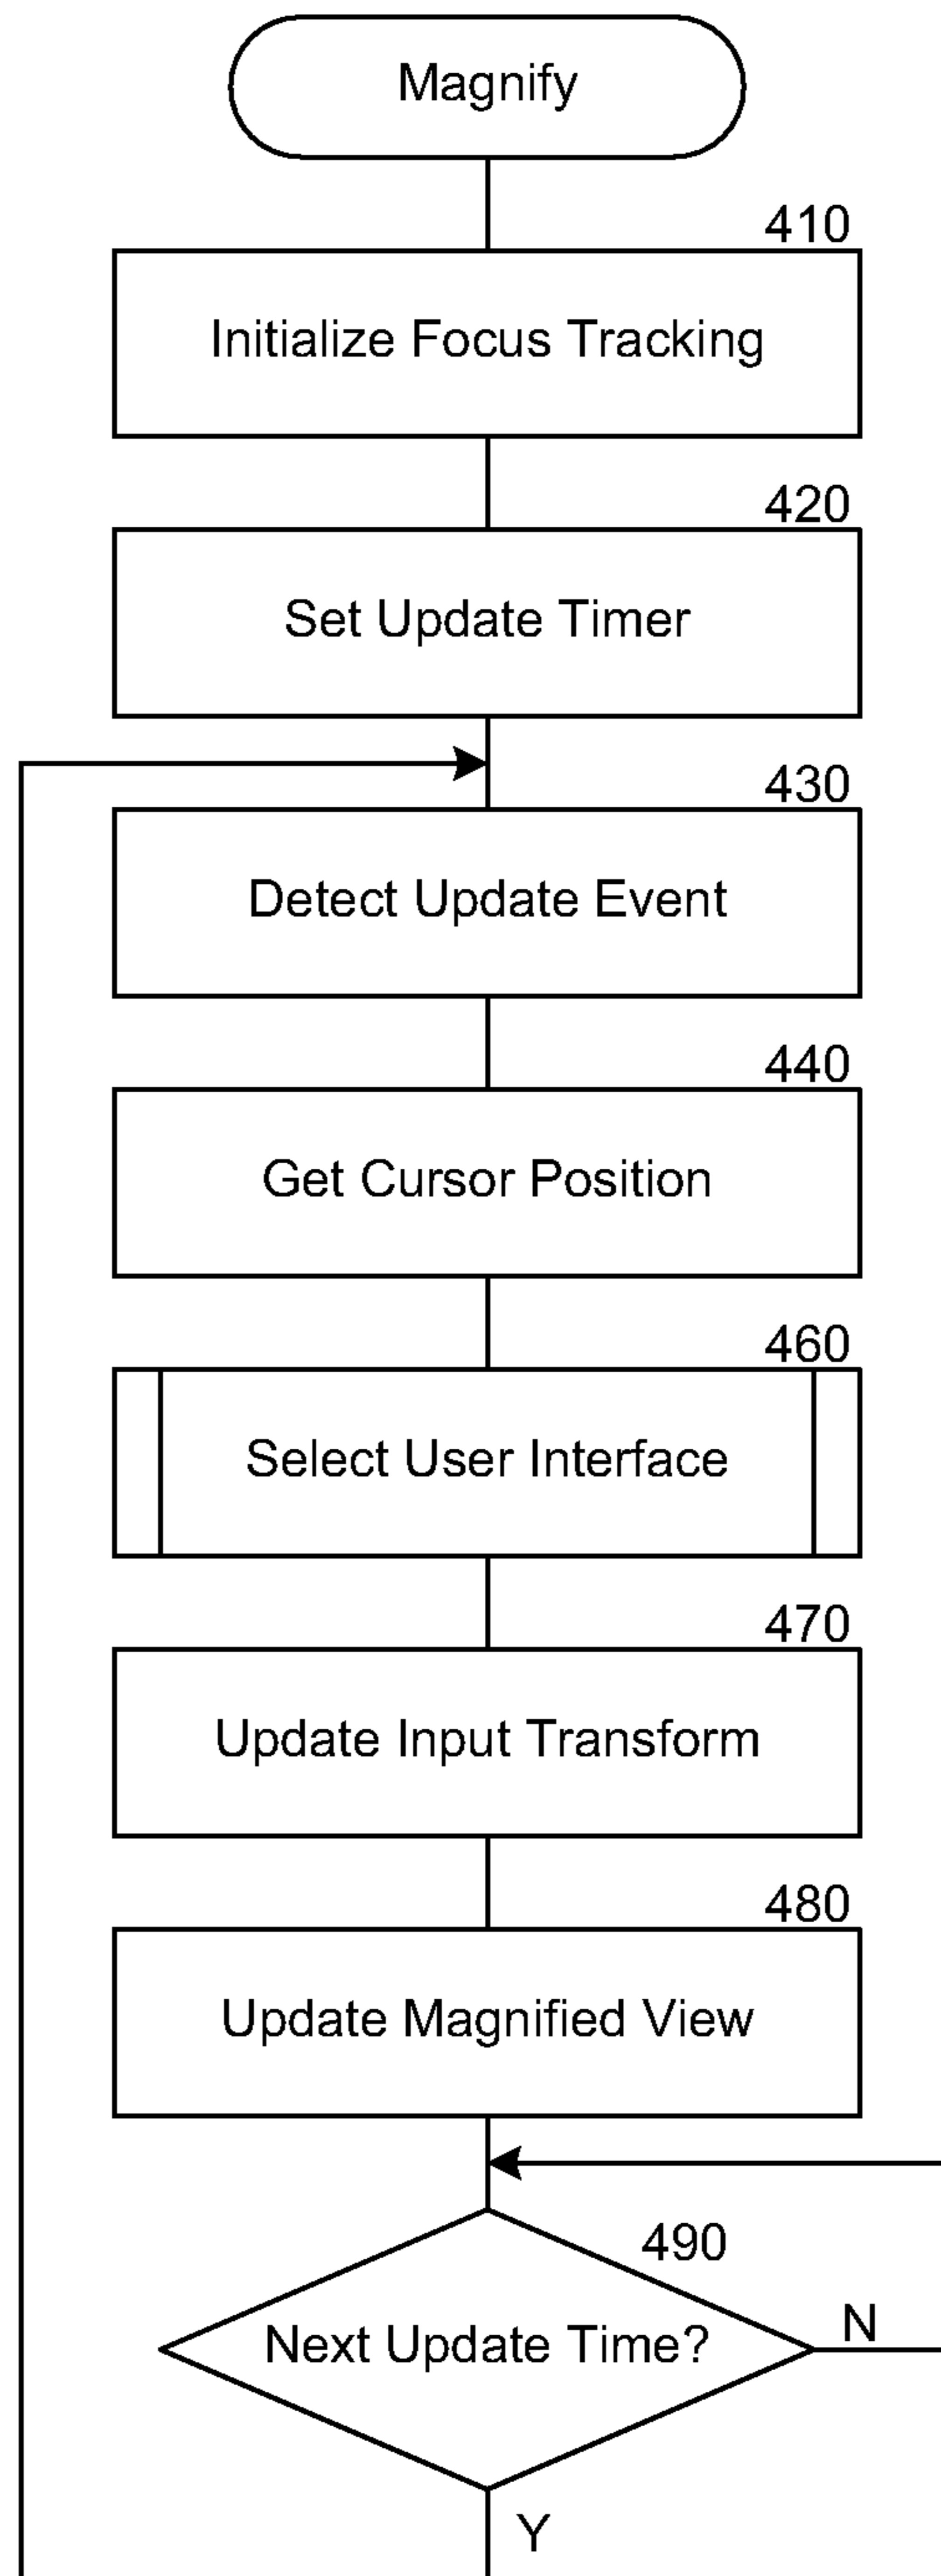 Magnify
410
Initialize Focus Tracking
420
Set Update Timer
430
Detect Update Event
440
Get Cursor Position
460
Select User Interface
470
Update Input Transform
480
Update Magnified View
490
Next Update Time?
N
Y